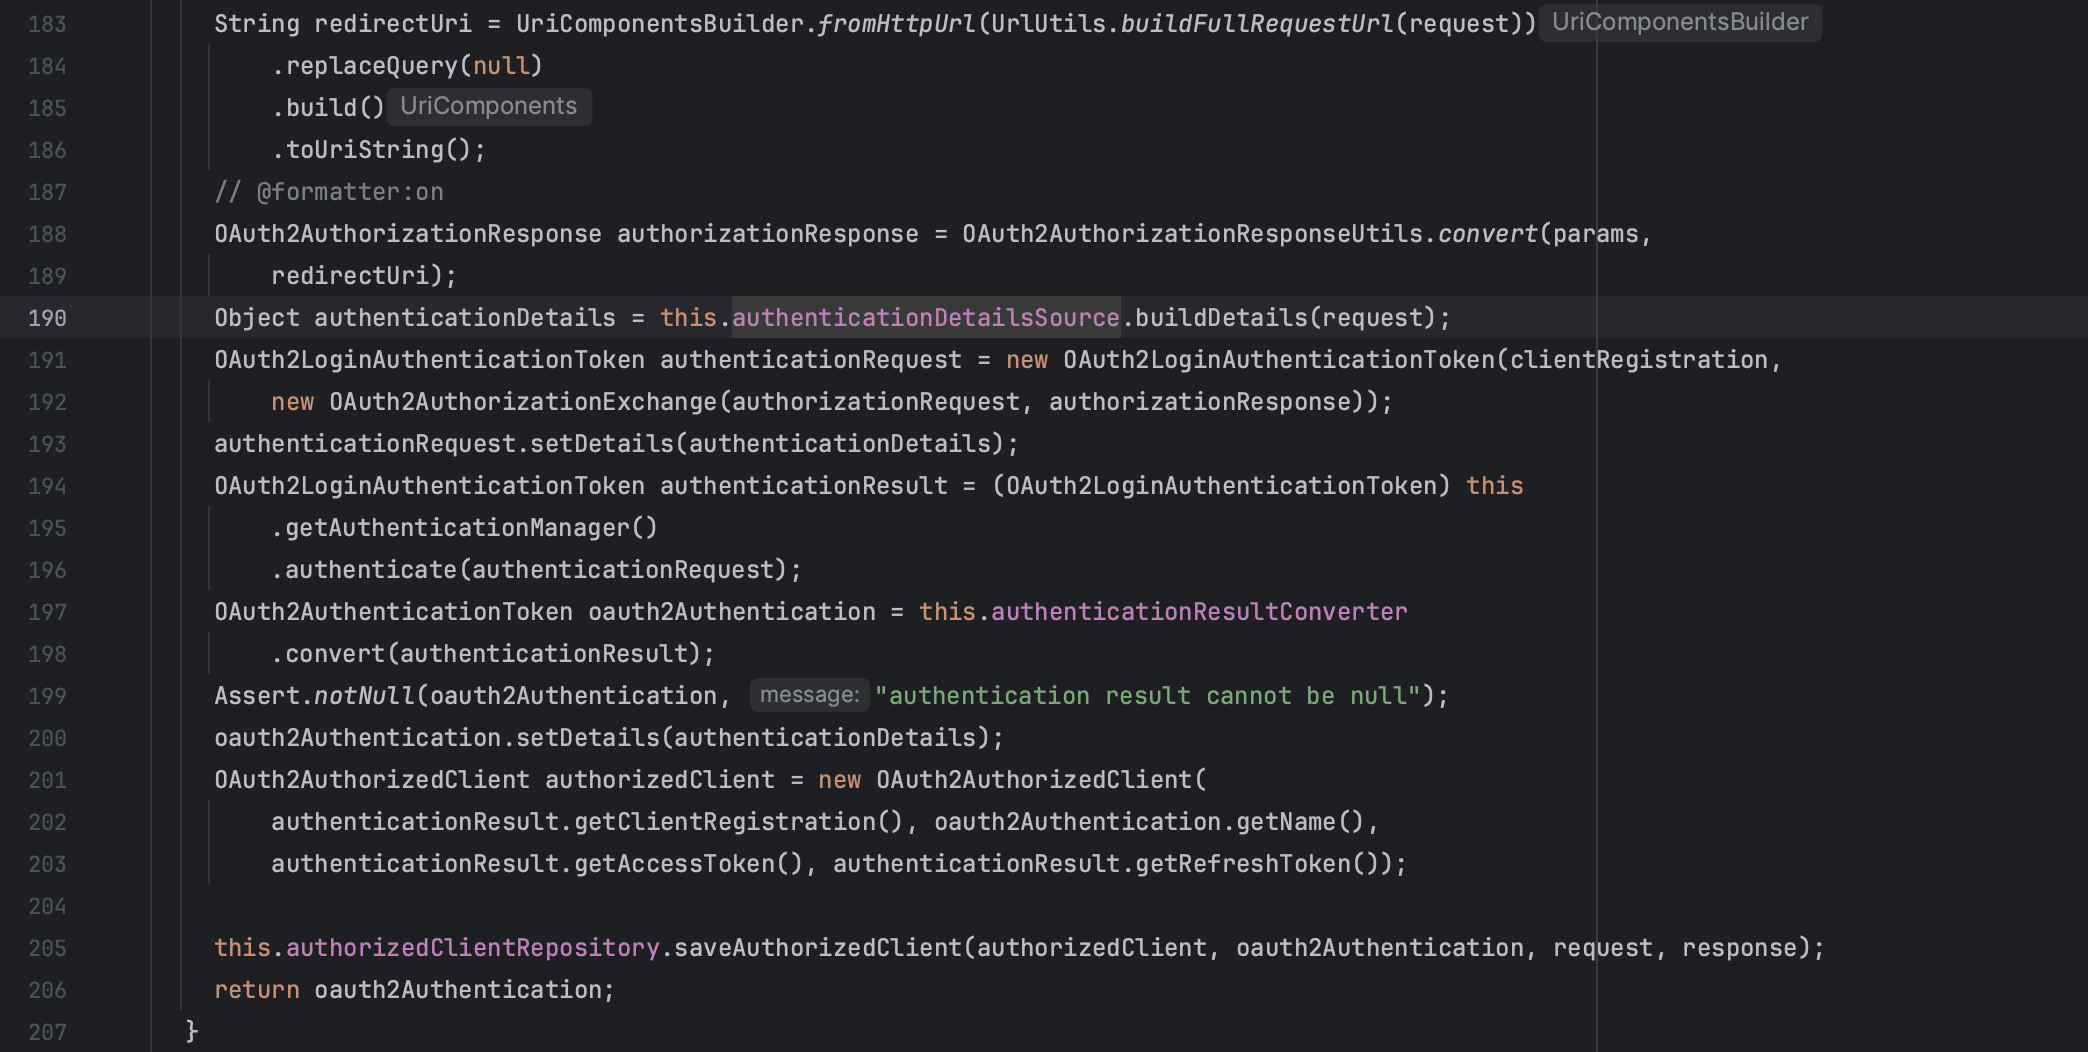 183 String redirectUri = UriComponentsBuilder.fromHttpUrl(UrlUtils.buildFullRequestUrl(request)) UriComponentsBuilder
184 .replaceQuery(null)
185 .build() UriComponents
186 .toUriString();
187 // @formatter:on
188 OAuth2AuthorizationResponse authorizationResponse = OAuth2AuthorizationResponseUtils.convert(params,
189 redirectUri);
190 Object authenticationDetails = this.authenticationDetailsSource.buildDetails(request);
191 OAuth2LoginAuthenticationToken authenticationRequest = new OAuth2LoginAuthenticationToken(clientRegistration,
192 new OAuth2AuthorizationExchange(authorizationRequest, authorizationResponse));
193 authenticationRequest.setDetails(authenticationDetails);
194 OAuth2LoginAuthenticationToken authenticationResult = (OAuth2LoginAuthenticationToken) this
195 .getAuthenticationManager()
196 .authenticate(authenticationRequest);
197 OAuth2AuthenticationToken oauth2Authentication = this.authenticationResultConverter
198 .convert(authenticationResult);
199 Assert.notNull(oauth2Authentication, message: "authentication result cannot be null");
200 oauth2Authentication.setDetails(authenticationDetails);
201 OAuth2AuthorizedClient authorizedClient = new OAuth2AuthorizedClient(
202 authenticationResult.getClientRegistration(), oauth2Authentication.getName(),
203 authenticationResult.getAccessToken(), authenticationResult.getRefreshToken());
204
205 this.authorizedClientRepository.saveAuthorizedClient(authorizedClient, oauth2Authentication, request, response);
206 return oauth2Authentication;
207 }